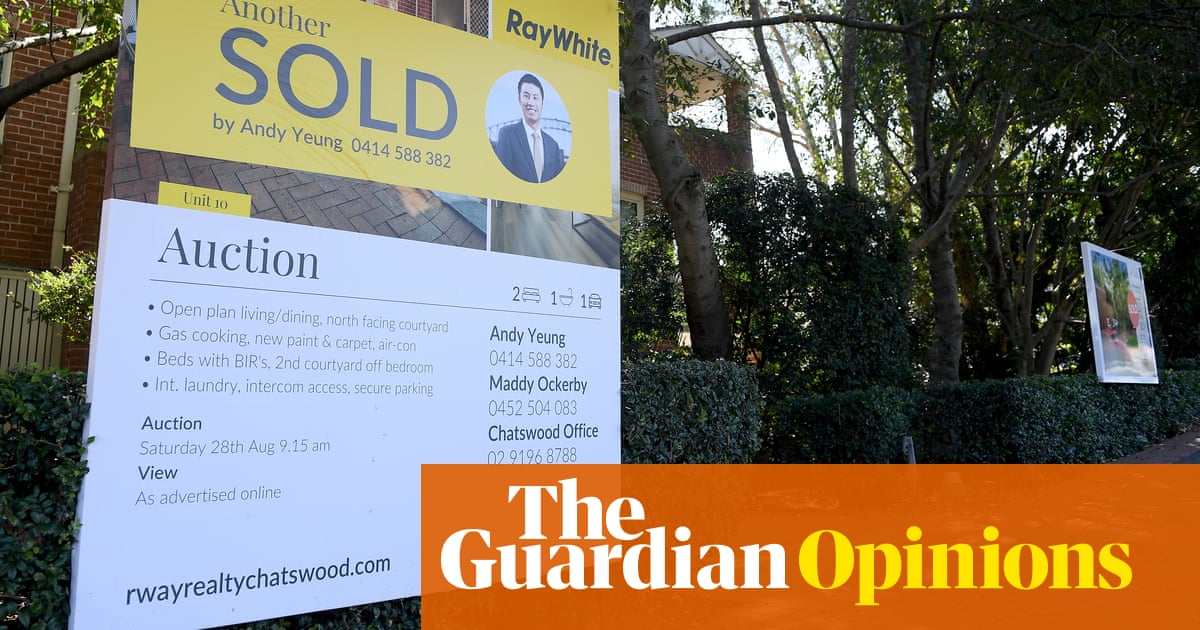 Another
SOLD
by Andy Yeung 0414 588 382
RayWhite.
Unit 10
Auction
2 1 1
• Open plan living/dining, north facing courtyard
• Gas cooking, new paint & carpet, air-con
• Beds with BIR's, 2nd courtyard off bedroom
• Int. laundry, intercom access, secure parking
Auction
Saturday 28th Aug 9.15 am
View
As advertised online
Andy Yeung
0414 588 382
Maddy Ockerby
0452 504 083
Chatswood Office
02 9196 8788
rwayrealtychatswood.com
The
Guardian Opinions